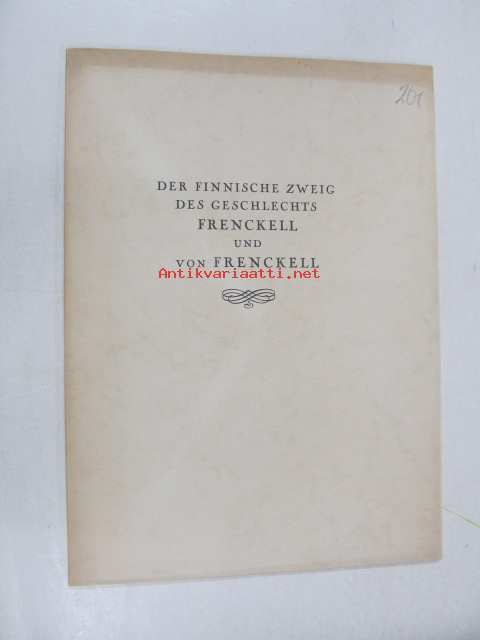 201
DER FINNISCHE ZWEIG
DES GESCHLECHTS
FRENCKELL
UND
VON FRENCKELL
Antikvariaatti.net